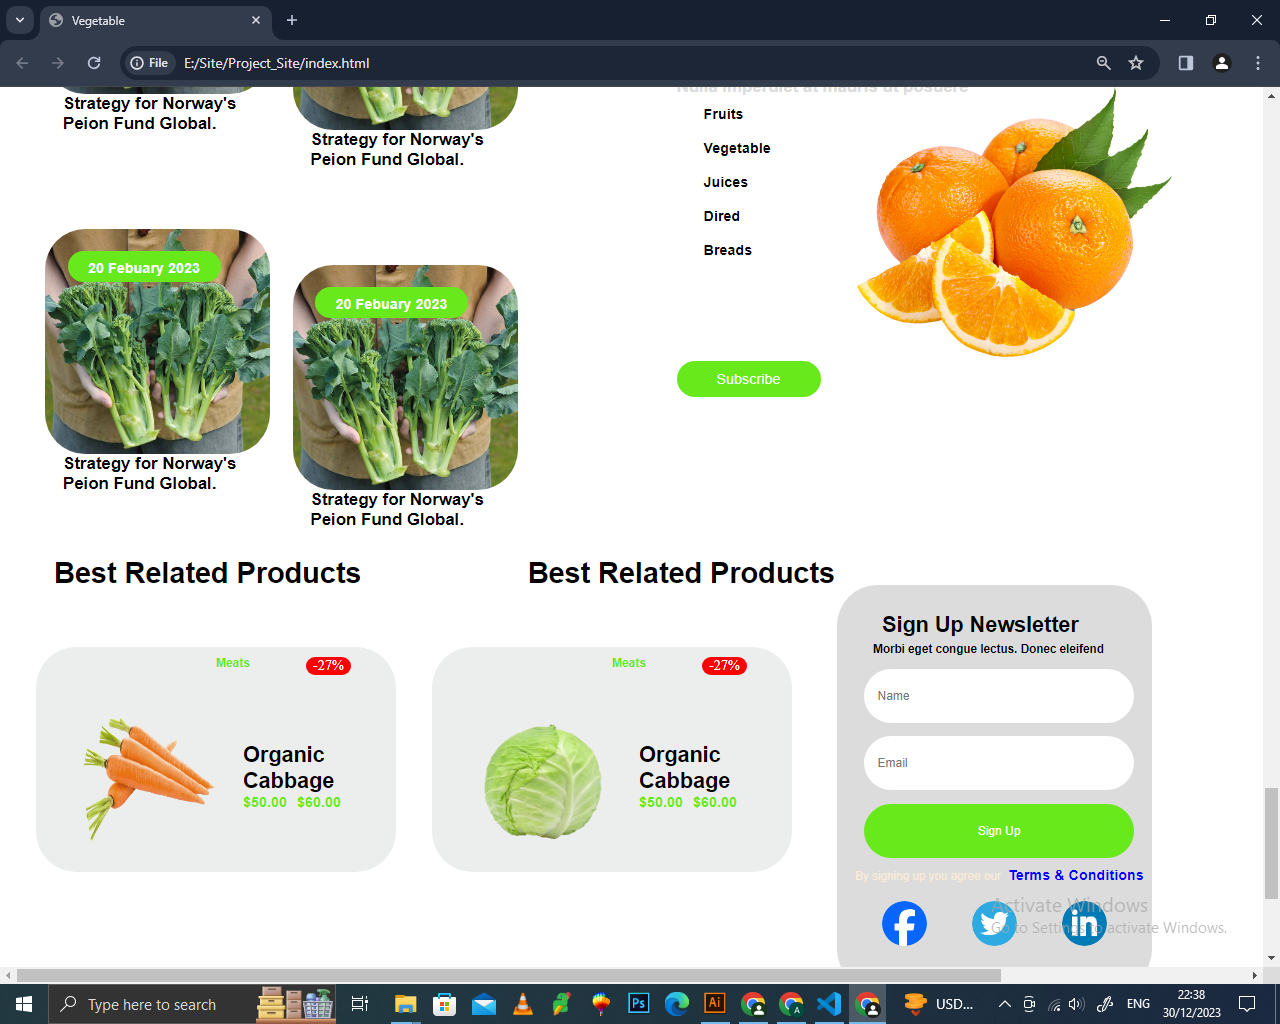 Vegetable
File
E:/Site/Project_Site/index.html
Strategy for Norway's
Peion Fund Global.
Strategy for Norway's
Peion Fund Global.
Nulla imperdiet at mauris ut posuere
Fruits
Vegetable
Juices
Dired
Breads
Subscribe
20 Febuary 2023
Strategy for Norway's
Peion Fund Global.
20 Febuary 2023
Strategy for Norway's
Peion Fund Global.
Best Related Products
Best Related Products
Meats
-27%
Organic
Cabbage
$50.00 $60.00
Meats
-27%
Organic
Cabbage
$50.00 $60.00
Sign Up Newsletter
Morbi eget congue lectus. Donec eleifend
Name
Email
Sign Up
By signing up you agree our Terms & Conditions
Activate Windows
Go to Settings to activate Windows.
Type here to search
USD...
ENG
22:38
30/12/2023